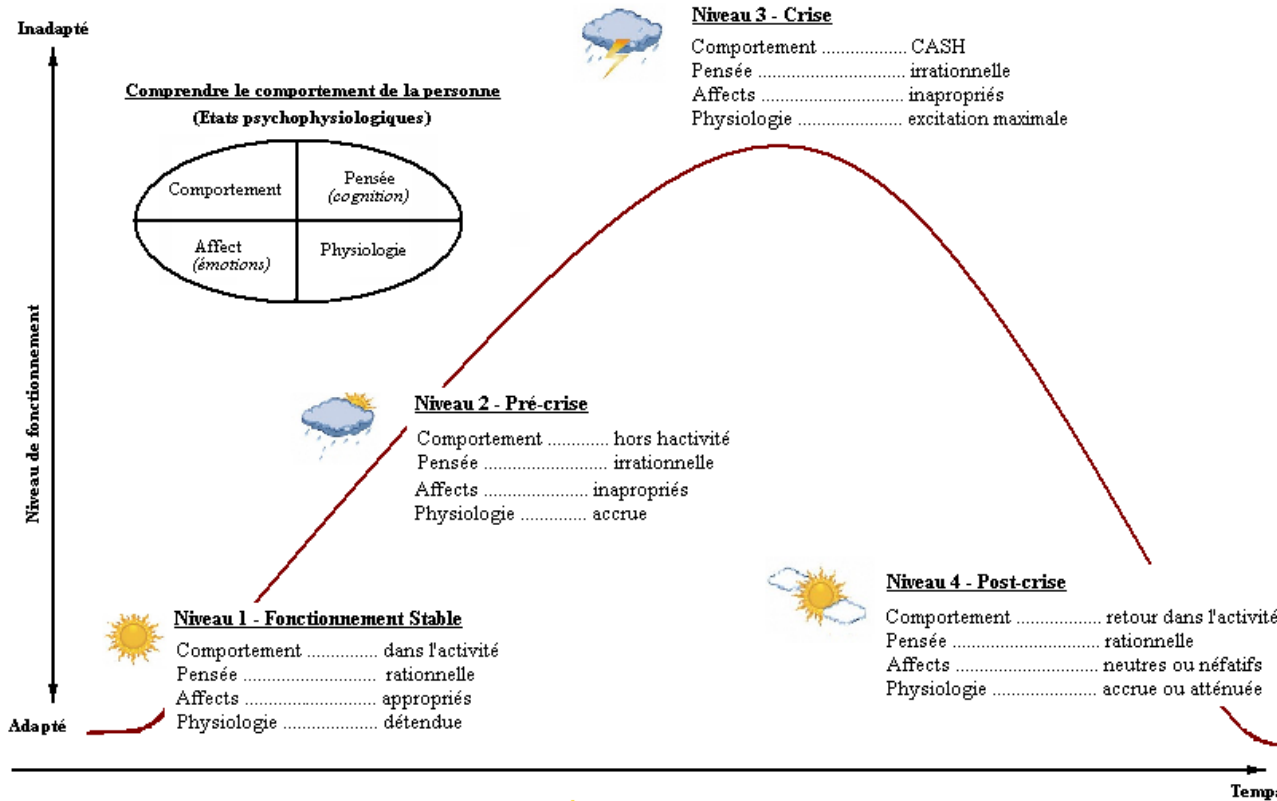 Inadapté
Comprendre le comportement de la personne
(Etats psychophysiologiques)
Comportement
Pensée
(cognition)
Affect
(émotions)
Physiologie
Niveau 3 - Crise
Comportement ................. CASH
Pensée ............................. irrationnelle
Affects ............................ inapropriés
Physiologie ..................... excitation maximale
Niveau de fonctionnement
Niveau 2 - Pré-crise
Comportement ............ hors hactivité
Pensée ........................ irrationnelle
Affects ..................... inapropriés
Physiologie .............. accrue
Niveau 1 - Fonctionnement Stable
Comportement .............. dans l'activité
Pensée .......................... rationnelle
Affects ......................... appropriés
Physiologie .................... détendue
Niveau 4 - Post-crise
Comportement .................. retour dans l'activité
Pensée .............................. rationnelle
Affects ............................. neutres ou néfatifs
Physiologie ...................... accrue ou atténuée
Adapté
Temps